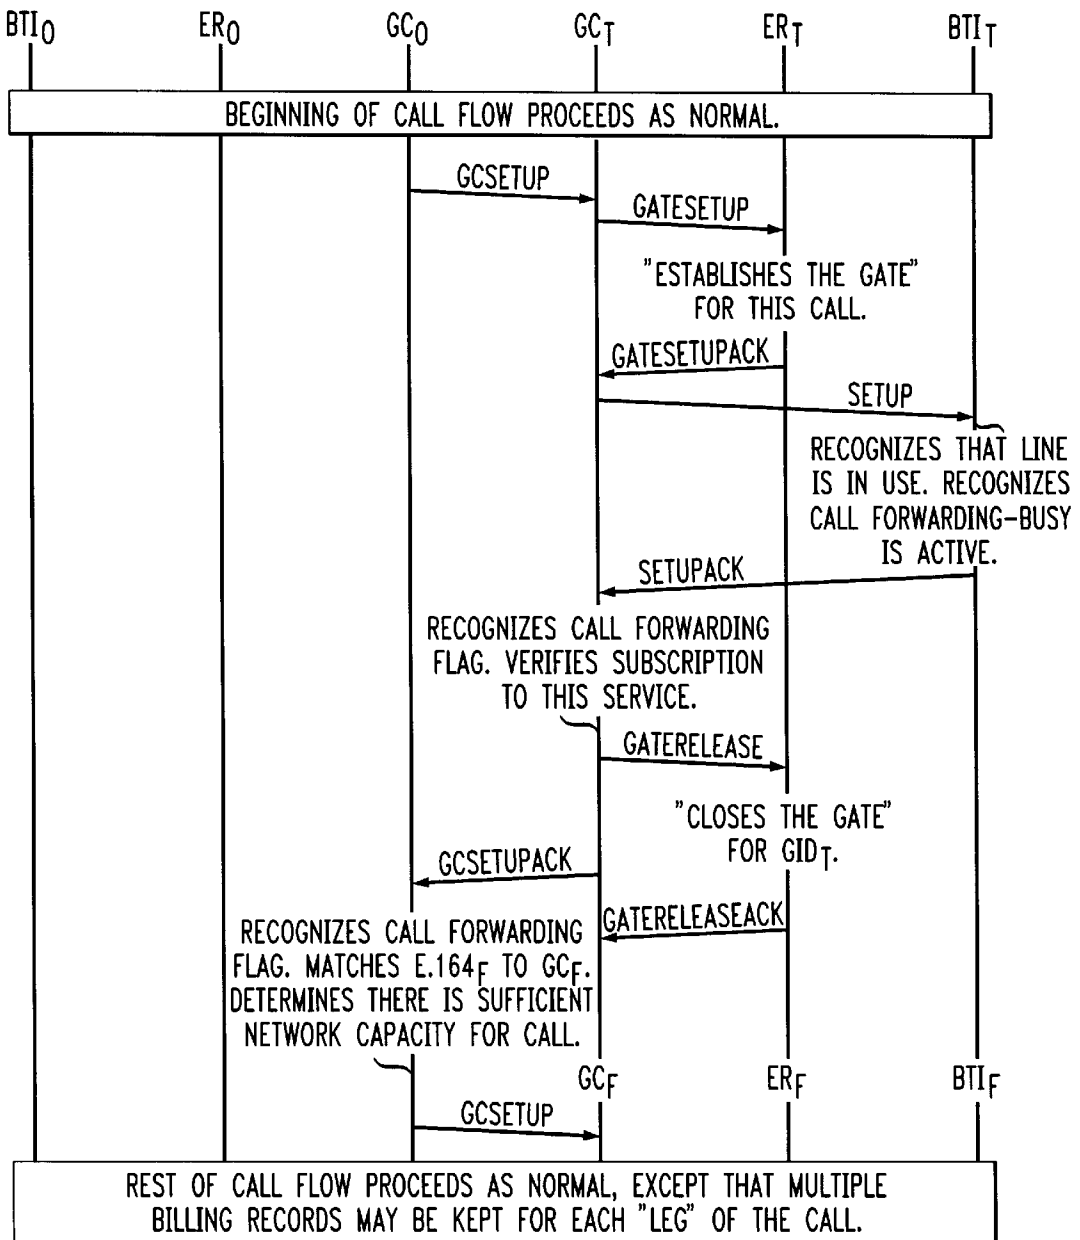 BTIO ERO GCO GCT ERT BTIT
BEGINNING OF CALL FLOW PROCEEDS AS NORMAL.
GCSETUP
GATESETUP
"ESTABLISHES THE GATE"
FOR THIS CALL.
GATESETUPACK
SETUP
RECOGNIZES THAT LINE
IS IN USE. RECOGNIZES
CALL FORWARDING-BUSY
IS ACTIVE.
SETUPACK
RECOGNIZES CALL FORWARDING
FLAG. VERIFIES SUBSCRIPTION
TO THIS SERVICE.
GATERELEASE
"CLOSES THE GATE"
FOR GIDT.
GCSETUPACK
GATERELEASEACK
RECOGNIZES CALL FORWARDING
FLAG. MATCHES E.164F TO GCF.
DETERMINES THERE IS SUFFICIENT
NETWORK CAPACITY FOR CALL.
GCF ERF BTIF
GCSETUP
REST OF CALL FLOW PROCEEDS AS NORMAL, EXCEPT THAT MULTIPLE
BILLING RECORDS MAY BE KEPT FOR EACH "LEG" OF THE CALL.